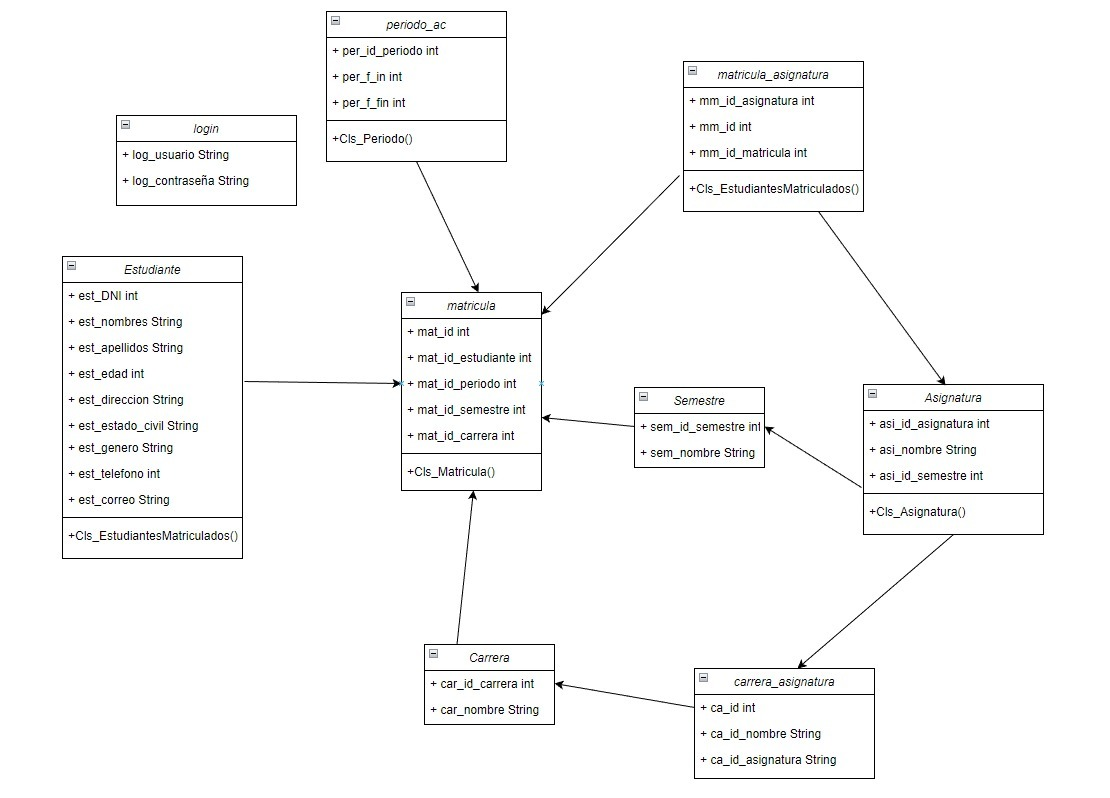 periodo_ac
+ per_id_periodo int
+ per_f_in int
+ per_f_fin int
+Cls_Periodo()
matricula_asignatura
+ mm_id_asignatura int
+ mm_id int
+ mm_id_matricula int
+Cls_EstudiantesMatriculados()
login
+ log_usuario String
+ log_contraseña String
Estudiante
+ est_DNI int
+ est_nombres String
+ est_apellidos String
+ est_edad int
+ est_direccion String
+ est_estado_civil String
+ est_genero String
+ est_telefono int
+ est_correo String
+Cls_EstudiantesMatriculados()
matricula
+ mat_id int
+ mat_id_estudiante int
+ mat_id_periodo int
+ mat_id_semestre int
+ mat_id_carrera int
+Cls_Matricula()
Semestre
+ sem_id_semestre int
+ sem_nombre String
Asignatura
+ asi_id_asignatura int
+ asi_nombre String
+ asi_id_semestre int
+Cls_Asignatura()
Carrera
+ car_id_carrera int
+ car_nombre String
carrera_asignatura
+ ca_id int
+ ca_id_nombre String
+ ca_id_asignatura String